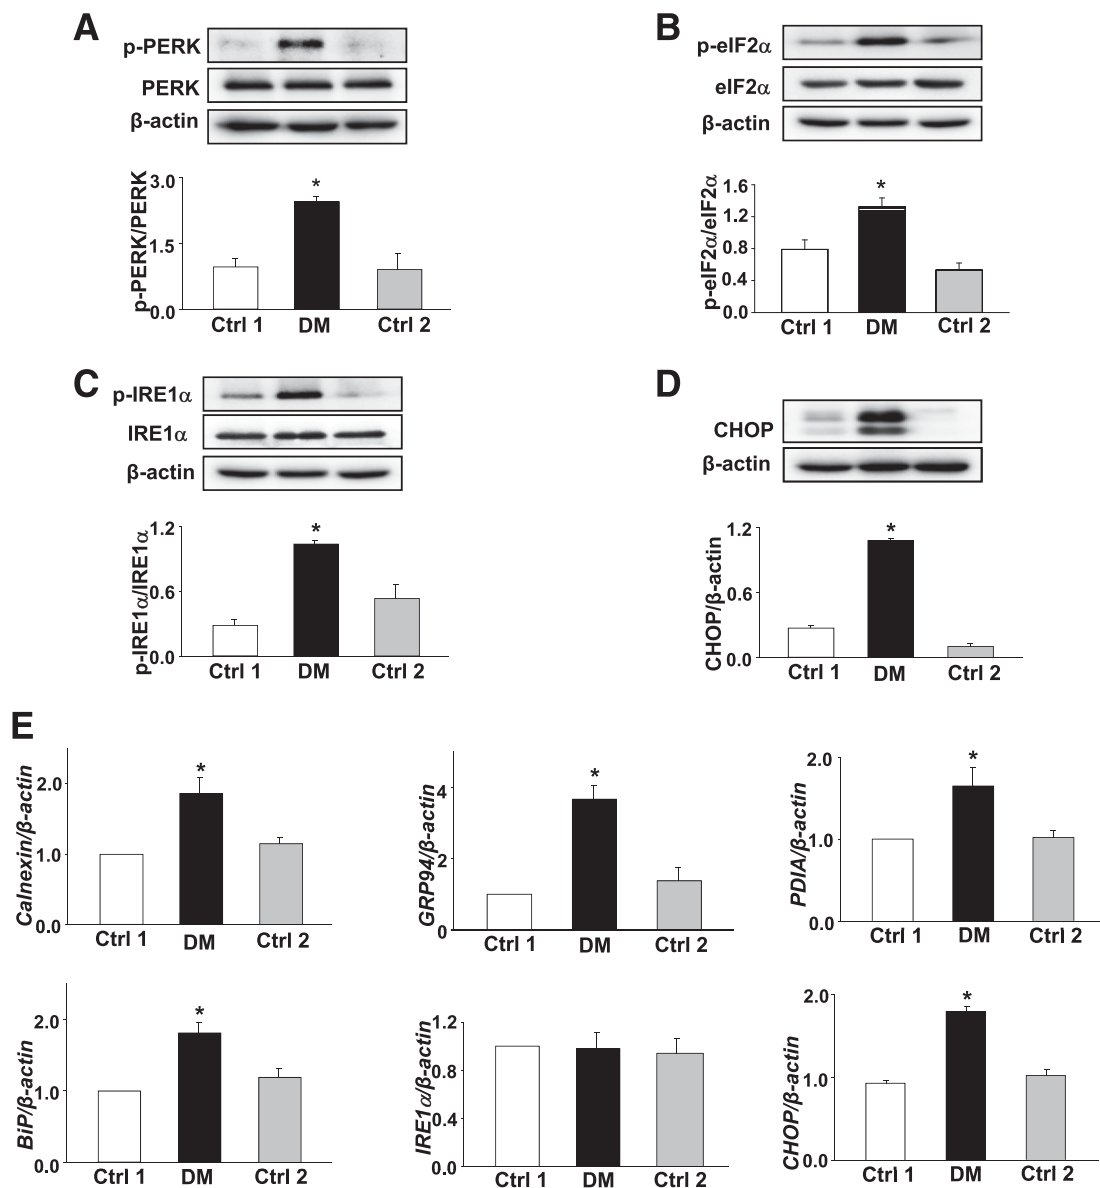 A
p-PERK
PERK
β-actin
p-PERK/PERK
3.0
1.5
0.0
*
Ctrl 1 DM Ctrl 2
B
p-eIF2α
eIF2α
β-actin
p-eIF2α/eIF2α
1.6
1.2
0.8
0.4
0.0
*
Ctrl 1 DM Ctrl 2
C
p-IRE1α
IRE1α
β-actin
p-IRE1α/IRE1α
1.2
0.6
0.0
*
Ctrl 1 DM Ctrl 2
D
CHOP
β-actin
CHOP/β-actin
1.2
0.6
0.0
*
Ctrl 1 DM Ctrl 2
E
Calnexin/β-actin
2.0
1.0
0.0
*
Ctrl 1 DM Ctrl 2
GRP94/β-actin
4
2
0
*
Ctrl 1 DM Ctrl 2
PDIA/β-actin
2.0
1.0
0.0
*
Ctrl 1 DM Ctrl 2
BiP/β-actin
2.0
1.0
0.0
*
Ctrl 1 DM Ctrl 2
IRE1α/β-actin
1.2
0.8
0.4
0.0
Ctrl 1 DM Ctrl 2
CHOP/β-actin
2.0
1.0
0.0
*
Ctrl 1 DM Ctrl 2